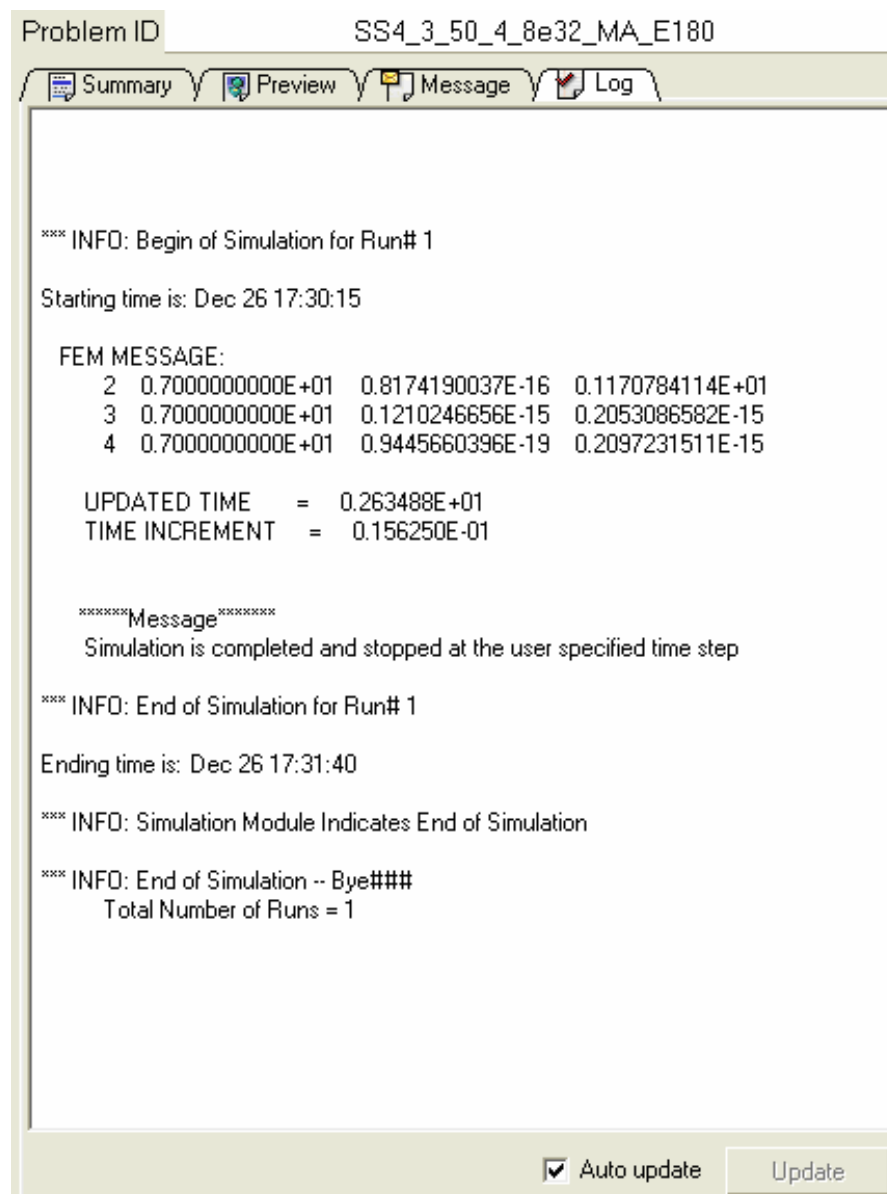 Problem ID SS4_3_50_4_8e32_MA_E180
Summary Preview Message Log
*** INFO: Begin of Simulation for Run# 1
Starting time is: Dec 26 17:30:15
FEM MESSAGE:
2 0.7000000000E+01 0.8174190037E-16 0.1170784114E+01
3 0.7000000000E+01 0.1210246656E-15 0.2053086582E-15
4 0.7000000000E+01 0.9445660396E-19 0.2097231511E-15
UPDATED TIME = 0.263488E+01
TIME INCREMENT = 0.156250E-01
******Message*******
Simulation is completed and stopped at the user specified time step
*** INFO: End of Simulation for Run# 1
Ending time is: Dec 26 17:31:40
*** INFO: Simulation Module Indicates End of Simulation
*** INFO: End of Simulation -- Bye###
Total Number of Runs = 1
Auto update Update